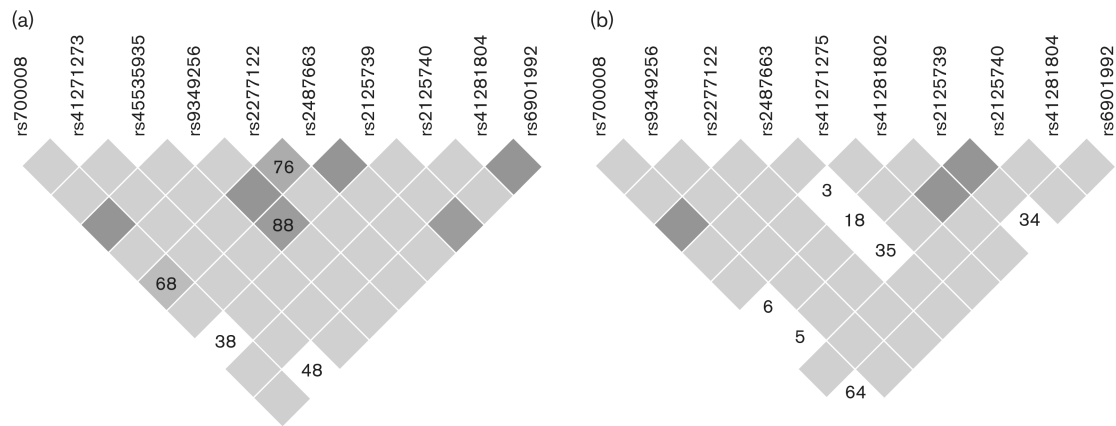 (a)
rs700008
rs41271273
rs45535935
rs9349256
rs2277122
rs2487663
rs2125739
rs2125740
rs41281804
rs6901992
76
88
68
38
48
(b)
rs700008
rs9349256
rs2277122
rs2487663
rs41271275
rs41281802
rs2125739
rs2125740
rs41281804
rs6901992
3
18
34
35
6
5
64